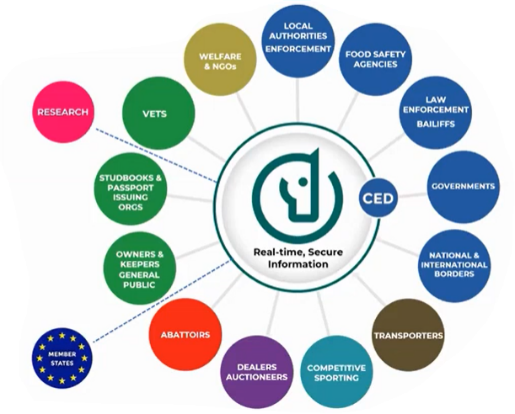 LOCAL
AUTHORITIES
ENFORCEMENT
FOOD SAFETY
AGENCIES
WELFARE
& NGOs
LAW
ENFORCEMENT
BAILIFFS
RESEARCH
VETS
STUDBOOKS &
PASSPORT
ISSUING
ORGS
CED
GOVERNMENTS
Real-time, Secure
Information
OWNERS &
KEEPERS
GENERAL
PUBLIC
NATIONAL &
INTERNATIONAL
BORDERS
MEMBER
STATES
ABATTOIRS
TRANSPORTERS
DEALERS
AUCTIONEERS
COMPETITIVE
SPORTING